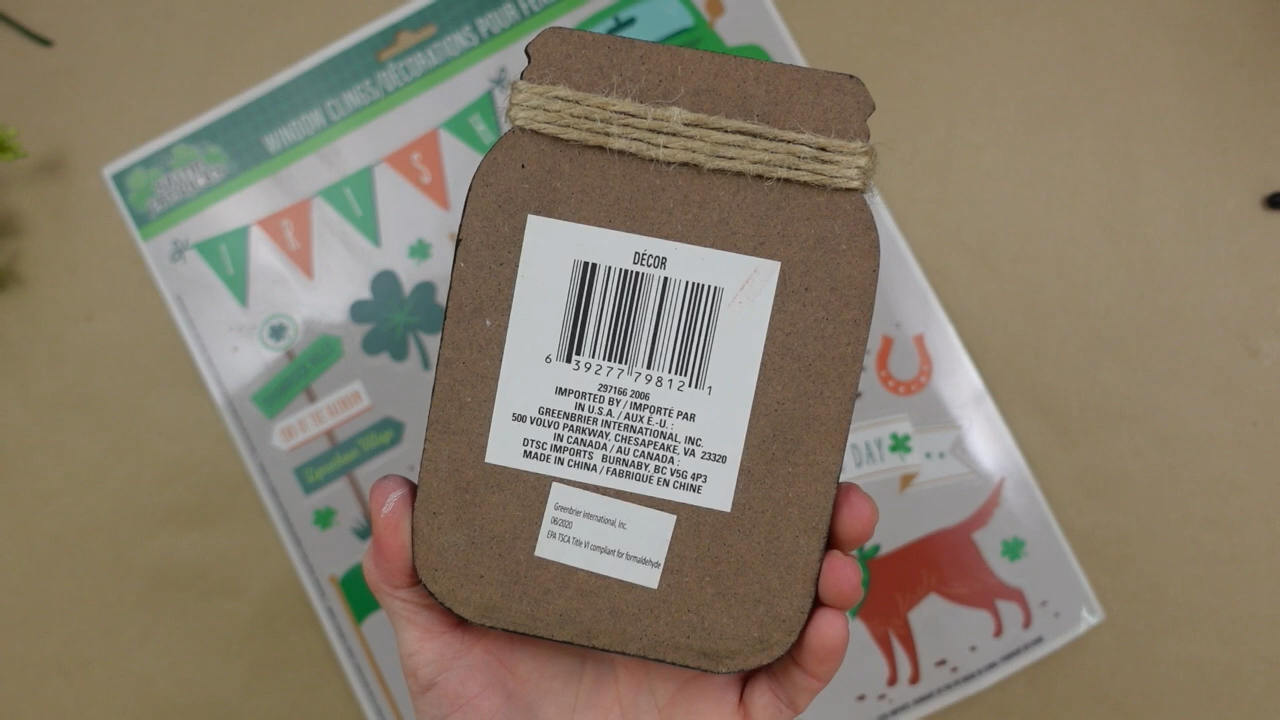 WINDOW CLINGS/DÉCORATIONS POUR
I R I S H
DAY
DÉCOR
6 39277 79812 1
297166 2006
IMPORTED BY / IMPORTÉ PAR
IN U.S.A. / AUX É.-U. :
GREENBRIER INTERNATIONAL, INC.
500 VOLVO PARKWAY, CHESAPEAKE, VA 23320
IN CANADA / AU CANADA :
DTSC IMPORTS BURNABY, BC V5G 4P3
MADE IN CHINA / FABRIQUE EN CHINE
Greenbrier International, Inc.
06/2020
EPA TSCA Title VI compliant for formaldehyde